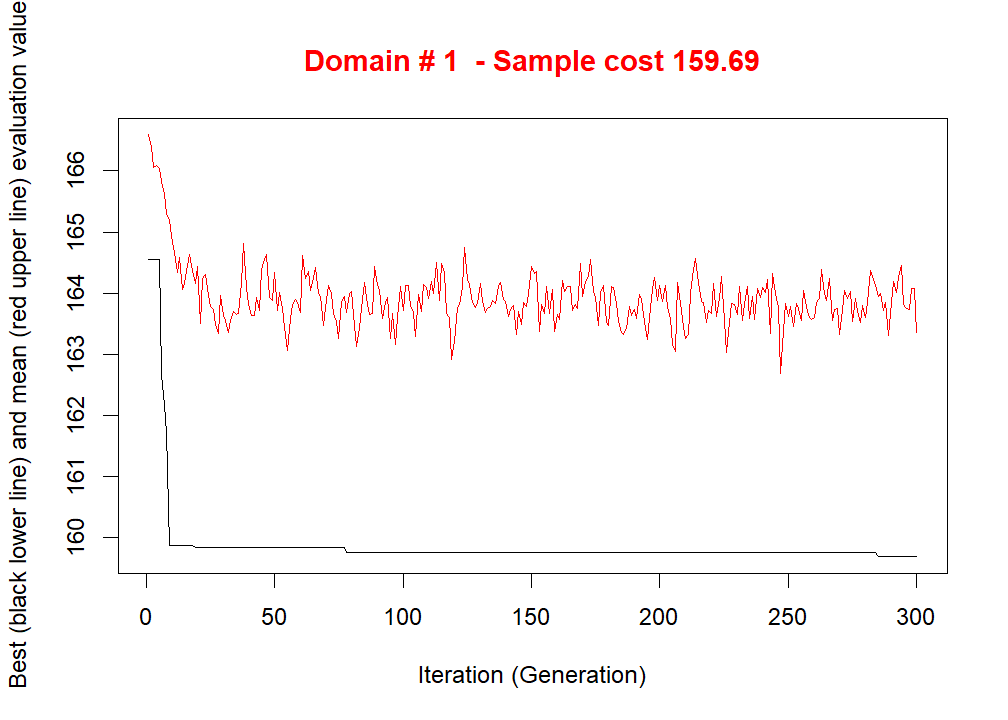 Domain # 1  - Sample cost 159.69
Best (black lower line) and mean (red upper line) evaluation value
166
165
164
163
162
161
160
0 50 100 150 200 250 300
Iteration (Generation)